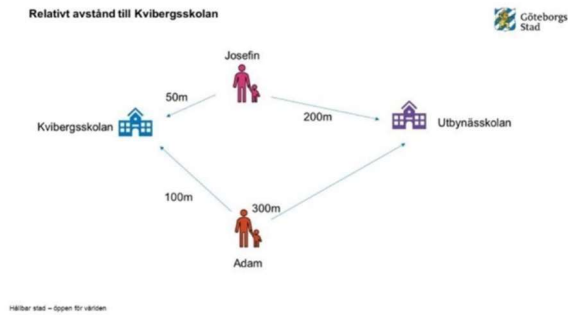 Relativt avstånd till Kvibergsskolan
Göteborgs
Stad
Josefin
50m
200m
Kvibergsskolan
Utbynässkolan
100m
300m
Adam
Hållbar stad – öppen för världen